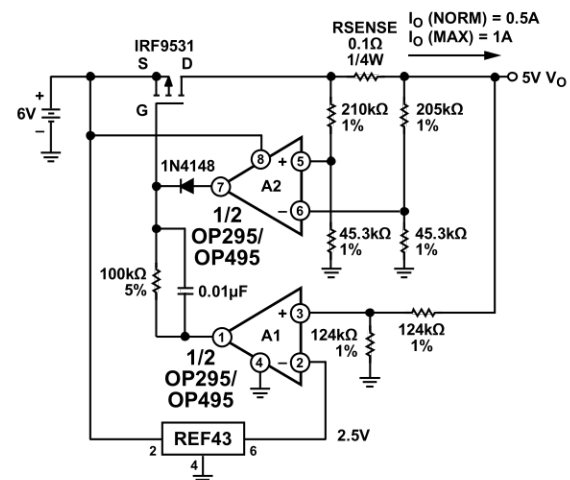 RSENSE
0.1Ω
1/4W
IO (NORM) = 0.5A
IO (MAX) = 1A
IRF9531
S D
G
5V VO
+
6V
–
210kΩ
1%
205kΩ
1%
1N4148
8
+ 5
7
A2
– 6
1/2
OP295/
OP495
45.3kΩ
1%
45.3kΩ
1%
100kΩ
5%
0.01µF
+ 3
1
A1
4
– 2
124kΩ
1%
124kΩ
1%
1/2
OP295/
OP495
REF43
2
6
4
2.5V